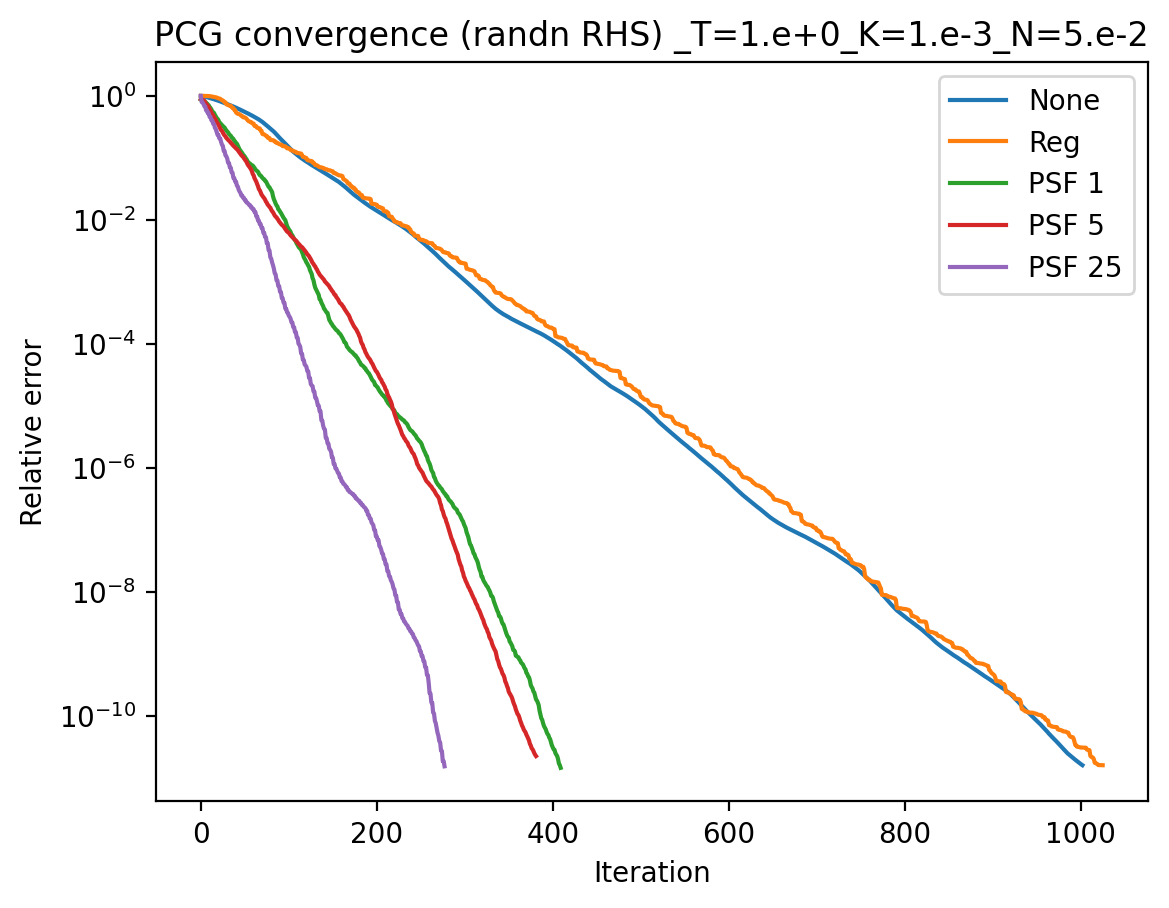 PCG convergence (randn RHS) _T=1.e+0_K=1.e-3_N=5.e-2
None
Reg
PSF 1
PSF 5
PSF 25
Relative error
10⁰
10⁻²
10⁻⁴
10⁻⁶
10⁻⁸
10⁻¹⁰
0 200 400 600 800 1000
Iteration